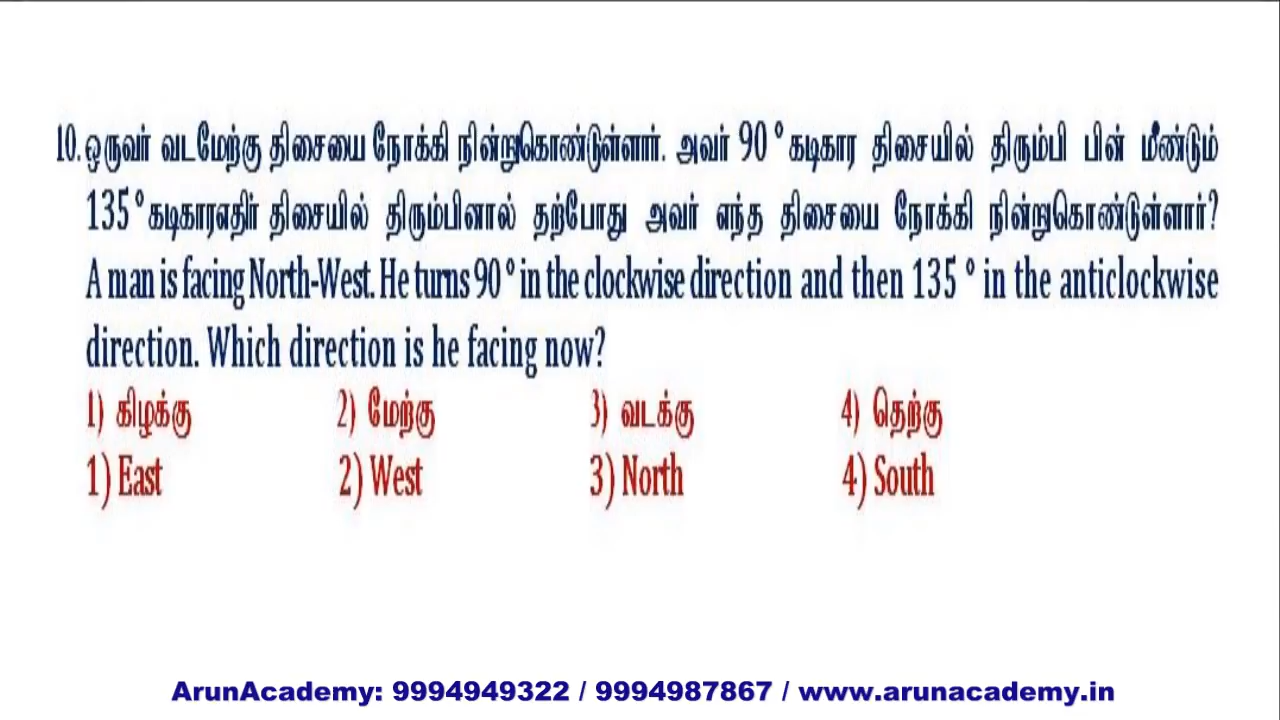 10. ஒருவர் வடமேற்கு திசையை நோக்கி நின்றுகொண்டுள்ளார். அவர் 90° கடிகார திசையில் திரும்பி பின் மீண்டும்
135° கடிகாரஎதிர் திசையில் திரும்பினால் தற்போது அவர் எந்த திசையை நோக்கி நின்றுகொண்டுள்ளார்?
A man is facing North-West. He turns 90° in the clockwise direction and then 135° in the anticlockwise
direction. Which direction is he facing now?
1) கிழக்கு 2) மேற்கு 3) வடக்கு 4) தெற்கு
1) East 2) West 3) North 4) South
ArunAcademy: 9994949322 / 9994987867 / www.arunacademy.in